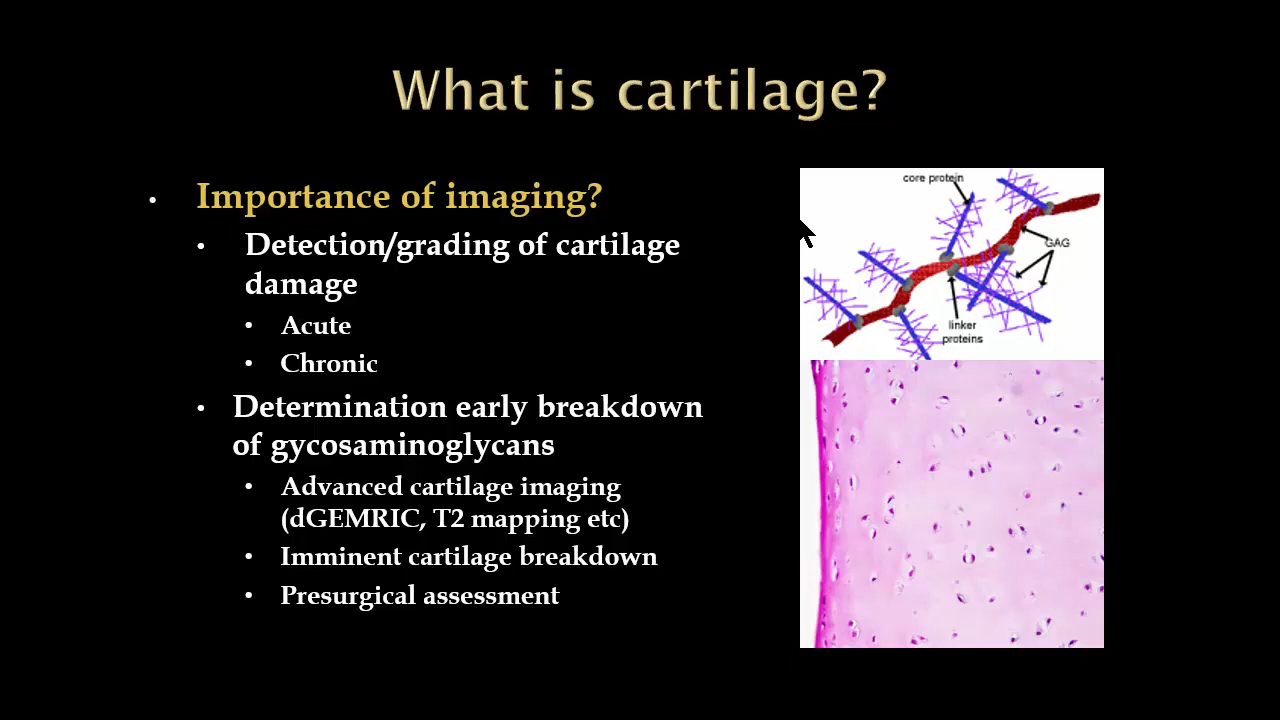 What is cartilage?
• Importance of imaging?
• Detection/grading of cartilage
damage
• Acute
• Chronic
• Determination early breakdown
of gycosaminoglycans
• Advanced cartilage imaging
(dGEMRIC, T2 mapping etc)
• Imminent cartilage breakdown
• Presurgical assessment
core protein
GAG
linker
proteins